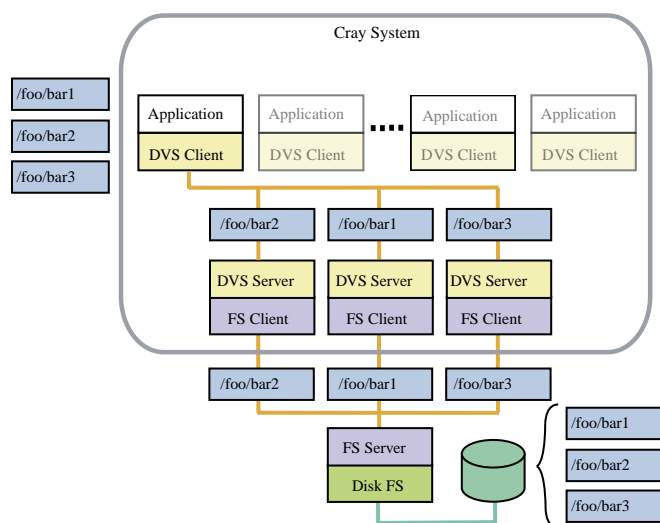 Cray System
/foo/bar1
/foo/bar2
/foo/bar3
Application
Application
Application
Application
DVS Client
DVS Client
DVS Client
DVS Client
/foo/bar2
/foo/bar1
/foo/bar3
DVS Server
DVS Server
DVS Server
FS Client
FS Client
FS Client
/foo/bar2
/foo/bar1
/foo/bar3
FS Server
Disk FS
/foo/bar1
/foo/bar2
/foo/bar3